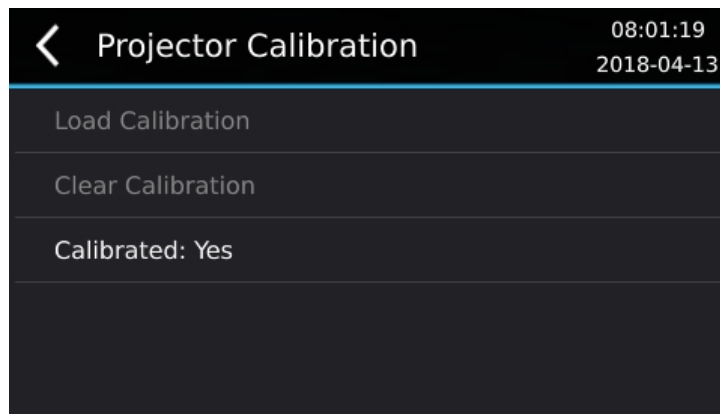 Projector Calibration
08:01:19
2018-04-13
Load Calibration
Clear Calibration
Calibrated: Yes